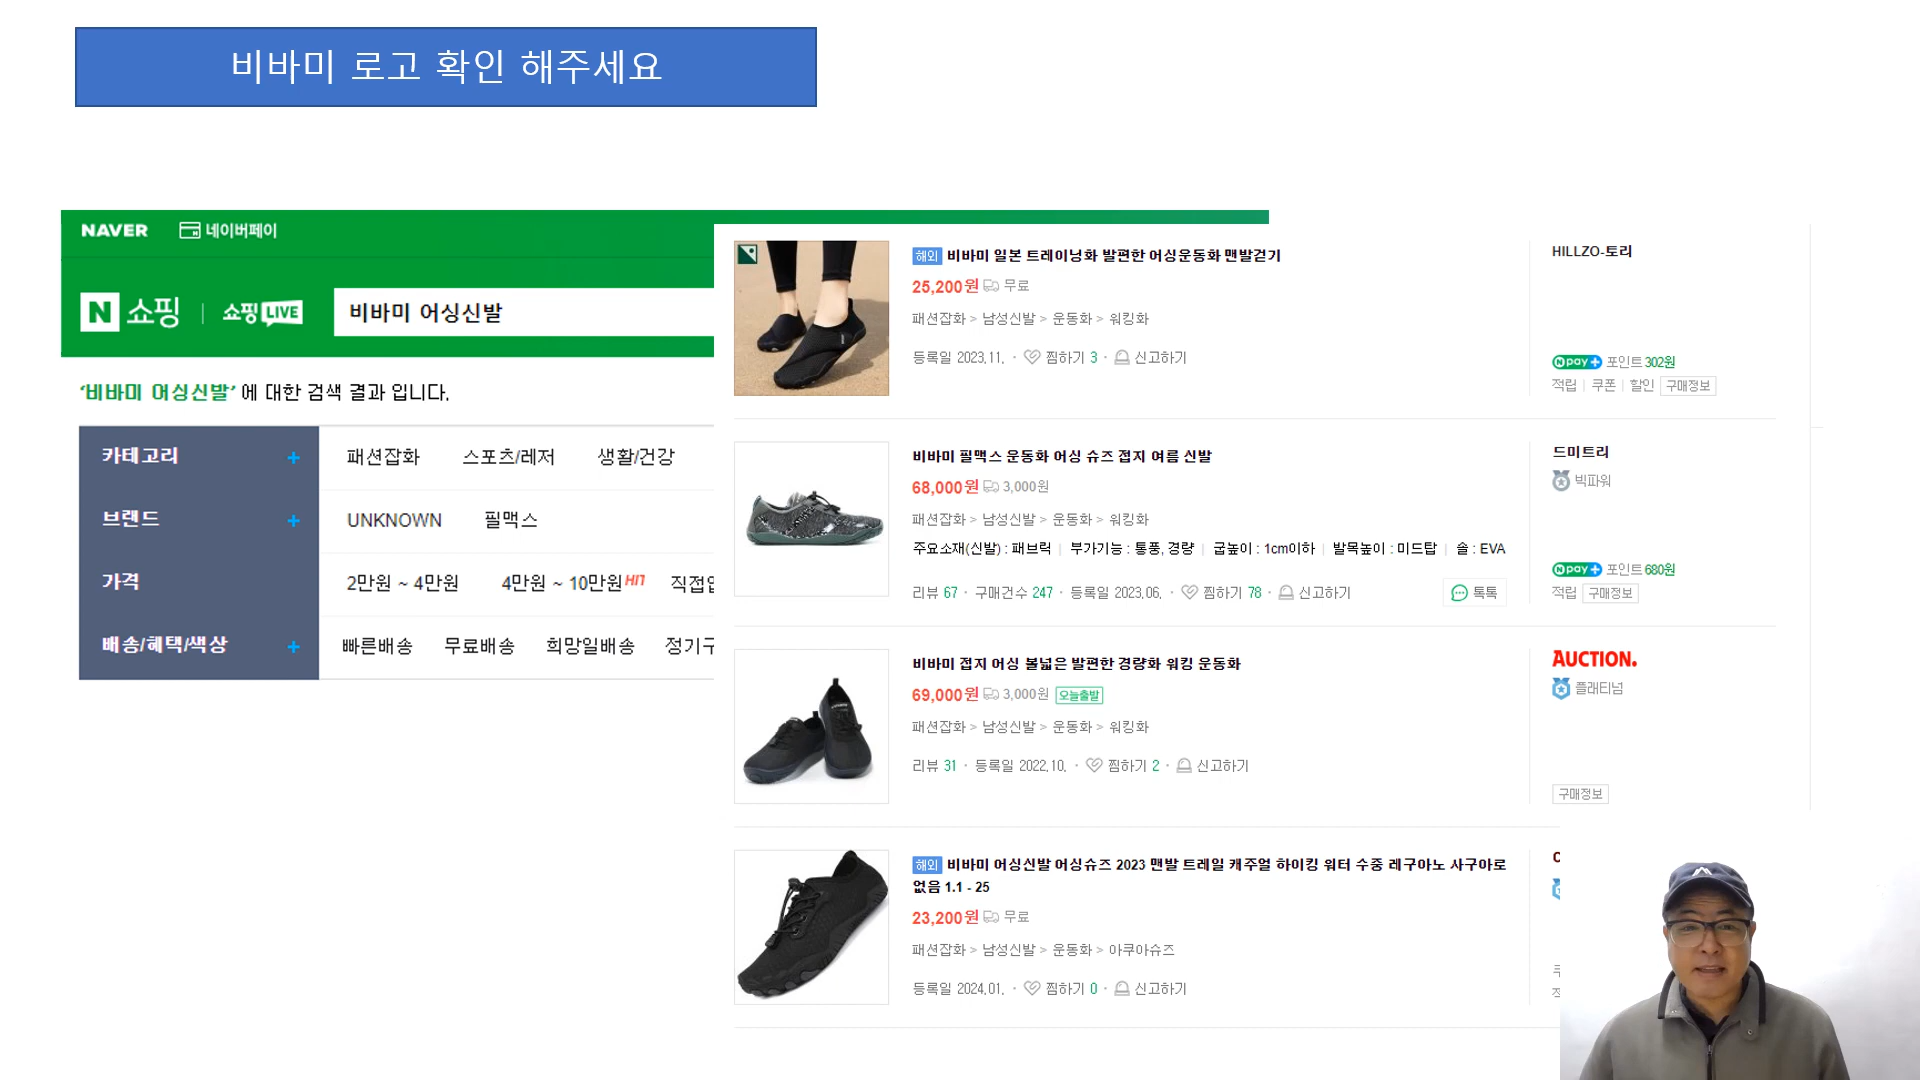 비바미 로고 확인 해주세요
NAVER 네이버페이
N 쇼핑 쇼핑 LIVE 비바미 어싱신발
‘비바미 어싱신발’ 에 대한 검색 결과 입니다.
카테고리 + 패션잡화 스포츠/레저 생활/건강
브랜드 + UNKNOWN 필맥스
가격 2만원 ~ 4만원 4만원 ~ 10만원 HIT 직접
배송/혜택/색상 + 빠른배송 무료배송 희망일배송 정기구
해외 비바미 일본 트레이닝화 발편한 어싱운동화 맨발걷기
25,200원 무료
패션잡화 > 남성신발 > 운동화 > 워킹화
등록일 2023.11. · 찜하기 3 · 신고하기
HILLZO-토리
N pay + 포인트 302원
적립 | 쿠폰 | 할인 구매정보
비바미 필맥스 운동화 어싱 슈즈 접지 여름 신발
68,000원 3,000원
패션잡화 > 남성신발 > 운동화 > 워킹화
주요소재(신발) : 패브릭 | 부가기능 : 통풍, 경량 | 굽높이 : 1cm이하 | 발목높이 : 미드탑 | 솔 : EVA
리뷰 67 · 구매건수 247 · 등록일 2023.06. · 찜하기 78 · 신고하기 톡톡
드미트리
빅파워
N pay + 포인트 680원
적립 구매정보
비바미 접지 어싱 볼넓은 발편한 경량화 워킹 운동화
69,000원 3,000원 오늘출발
패션잡화 > 남성신발 > 운동화 > 워킹화
리뷰 31 · 등록일 2022.10. · 찜하기 2 · 신고하기
AUCTION.
플래티넘
구매정보
해외 비바미 어싱신발 어싱슈즈 2023 맨발 트레일 캐주얼 하이킹 워터 수중 레구아노 사구아로
없음 1.1 - 25
23,200원 무료
패션잡화 > 남성신발 > 운동화 > 아쿠아슈즈
등록일 2024.01. · 찜하기 0 · 신고하기